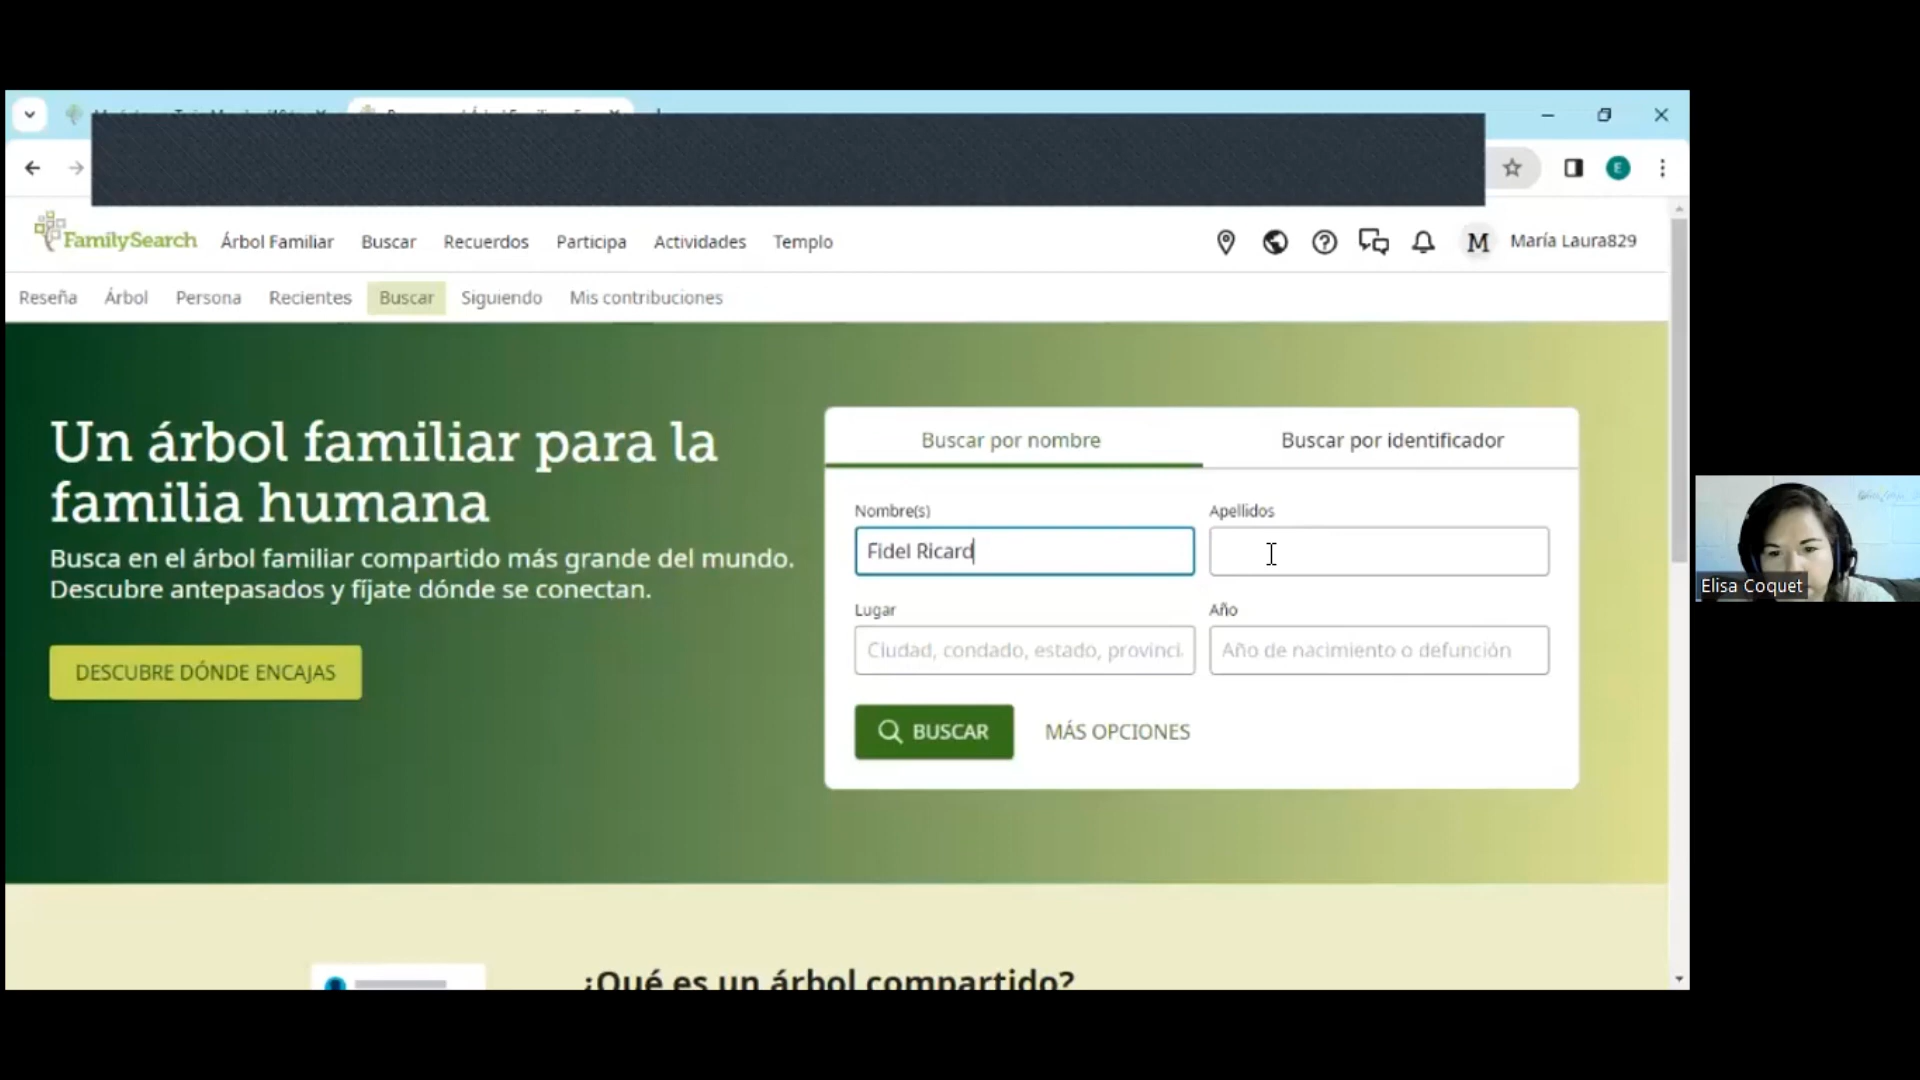 FamilySearch
Árbol Familiar
Buscar
Recuerdos
Participa
Actividades
Templo
M
María Laura829
E
Reseña
Árbol
Persona
Recientes
Buscar
Siguiendo
Mis contribuciones
Un árbol familiar para la
familia humana
Busca en el árbol familiar compartido más grande del mundo.
Descubre antepasados y fíjate dónde se conectan.
DESCUBRE DÓNDE ENCAJAS
Buscar por nombre
Buscar por identificador
Nombre(s)
Apellidos
Fidel Ricard
Lugar
Año
Ciudad, condado, estado, provinci
Año de nacimiento o defunción
BUSCAR
MÁS OPCIONES
Elisa Coquet
¿Qué es un árbol compartido?